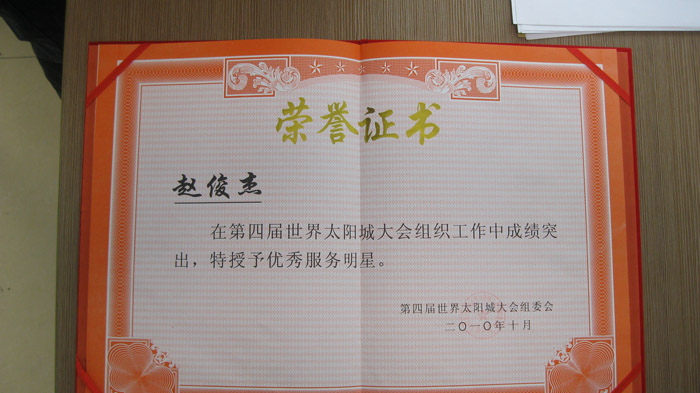 荣誉证书
赵俊杰
在第四届世界太阳城大会组织工作中成绩突
出，特授予优秀服务明星。
第四届世界太阳城大会组委会
二〇一〇年十月